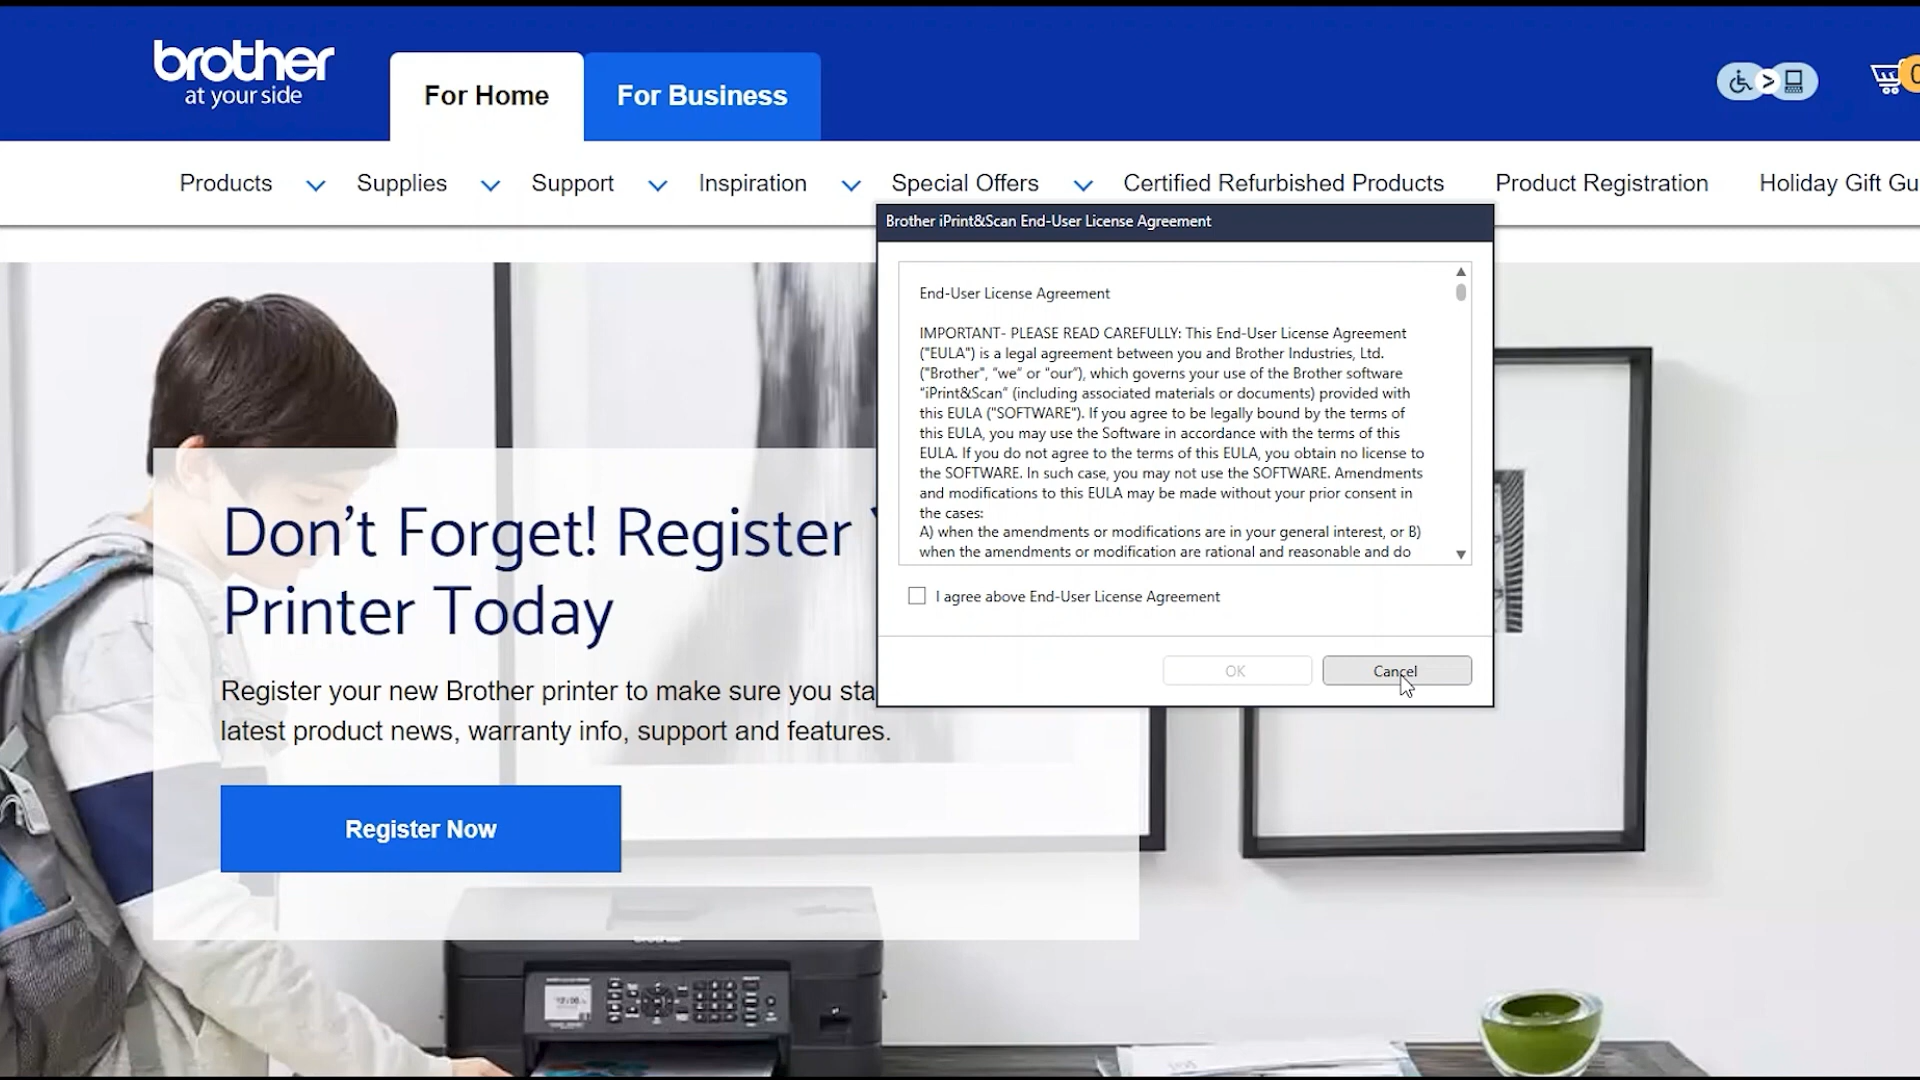 brother
at your side
For Home
For Business
Products
Supplies
Support
Inspiration
Special Offers
Certified Refurbished Products
Product Registration
Holiday Gift Gu
Brother iPrint&Scan End-User License Agreement
End-User License Agreement
IMPORTANT- PLEASE READ CAREFULLY: This End-User License Agreement
("EULA") is a legal agreement between you and Brother Industries, Ltd.
("Brother", "we" or "our"), which governs your use of the Brother software
"iPrint&Scan" (including associated materials or documents) provided with
this EULA ("SOFTWARE"). If you agree to be legally bound by the terms of
this EULA, you may use the Software in accordance with the terms of this
EULA. If you do not agree to the terms of this EULA, you obtain no license to
the SOFTWARE. In such case, you may not use the SOFTWARE. Amendments
and modifications to this EULA may be made without your prior consent in
the cases:
A) when the amendments or modifications are in your general interest, or B)
when the amendments or modification are rational and reasonable and do
I agree above End-User License Agreement
OK
Cancel
Don't Forget! Register
Printer Today
Register your new Brother printer to make sure you sta
latest product news, warranty info, support and features.
Register Now
brother